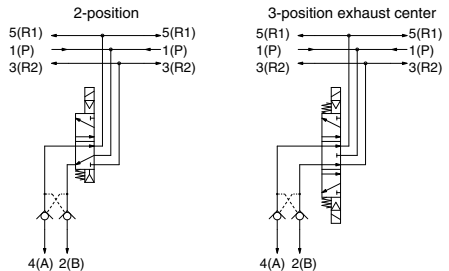 2-position
5(R1)
1(P)
3(R2)
5(R1)
1(P)
3(R2)
4(A) 2(B)
3-position exhaust center
5(R1)
1(P)
3(R2)
5(R1)
1(P)
3(R2)
4(A) 2(B)